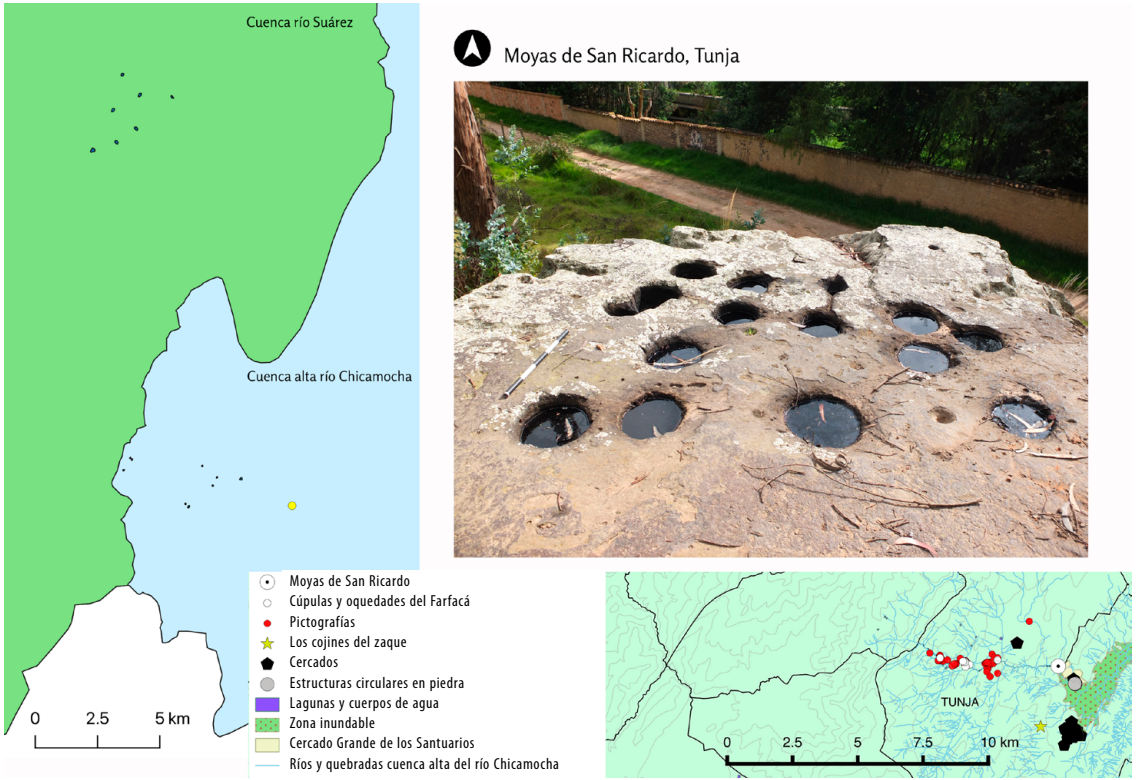 Cuenca río Suárez
Moyas de San Ricardo, Tunja
Cuenca alta río Chicamocha
0 2.5 5 km
Moyas de San Ricardo
Cúpulas y oquedades del Farfacá
Pictografías
Los cojines del zaque
Cercados
Estructuras circulares en piedra
Lagunas y cuerpos de agua
Zona inundable
Cercado Grande de los Santuarios
Ríos y quebradas cuenca alta del río Chicamocha
TUNJA
0 2.5 5 7.5 10 km